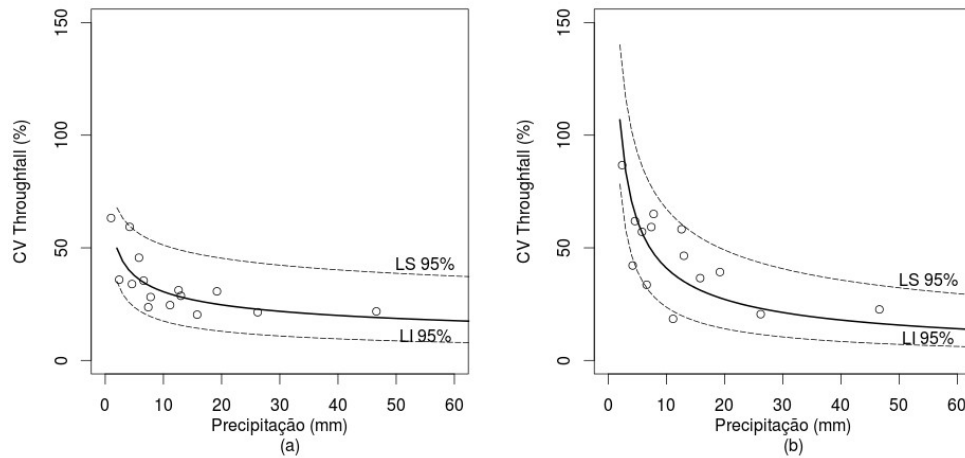 150
100
50
0
CV Throughfall (%)
LS 95%
LI 95%
0 10 20 30 40 50 60
Precipitação (mm)
(a)
150
100
50
0
CV Throughfall (%)
LS 95%
LI 95%
0 10 20 30 40 50 60
Precipitação (mm)
(b)